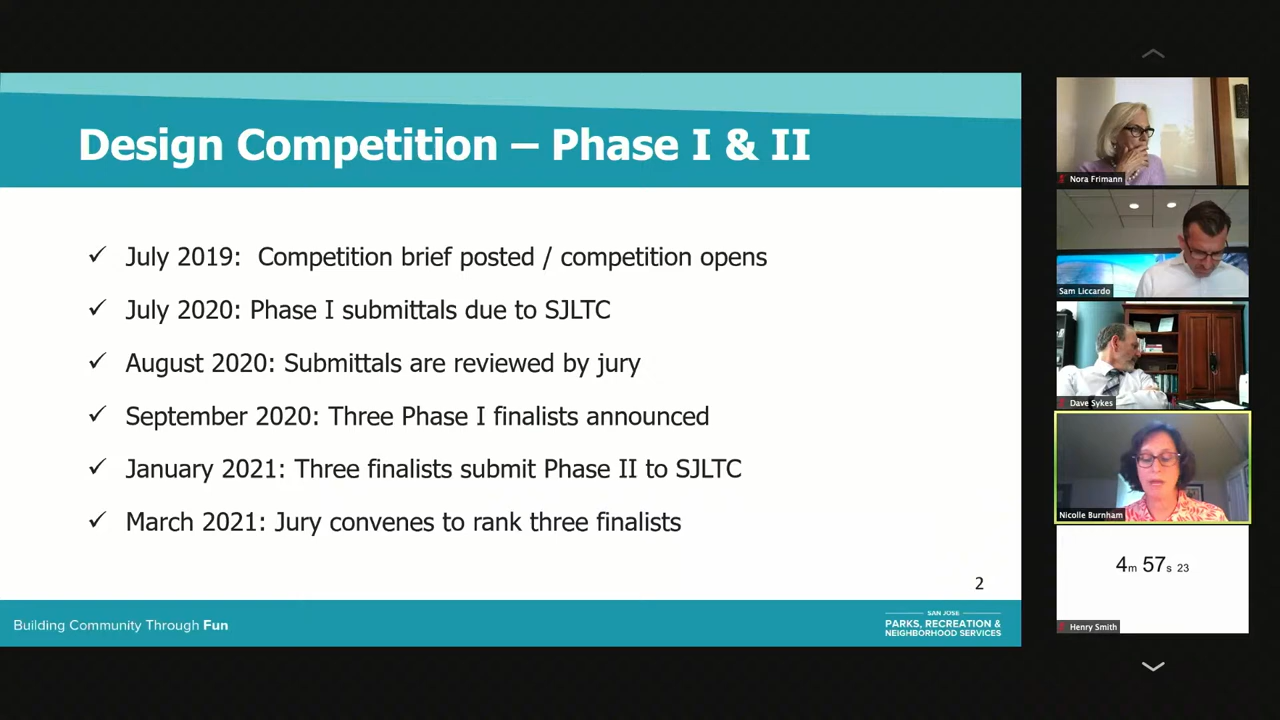 Design Competition – Phase I & II
✓ July 2019: Competition brief posted / competition opens
✓ July 2020: Phase I submittals due to SJLTC
✓ August 2020: Submittals are reviewed by jury
✓ September 2020: Three Phase I finalists announced
✓ January 2021: Three finalists submit Phase II to SJLTC
✓ March 2021: Jury convenes to rank three finalists
2
Building Community Through Fun
SAN JOSE
PARKS, RECREATION &
NEIGHBORHOOD SERVICES
Nora Frimann
Sam Liccardo
Dave Sykes
Nicolle Burnham
4m 57s 23
Henry Smith